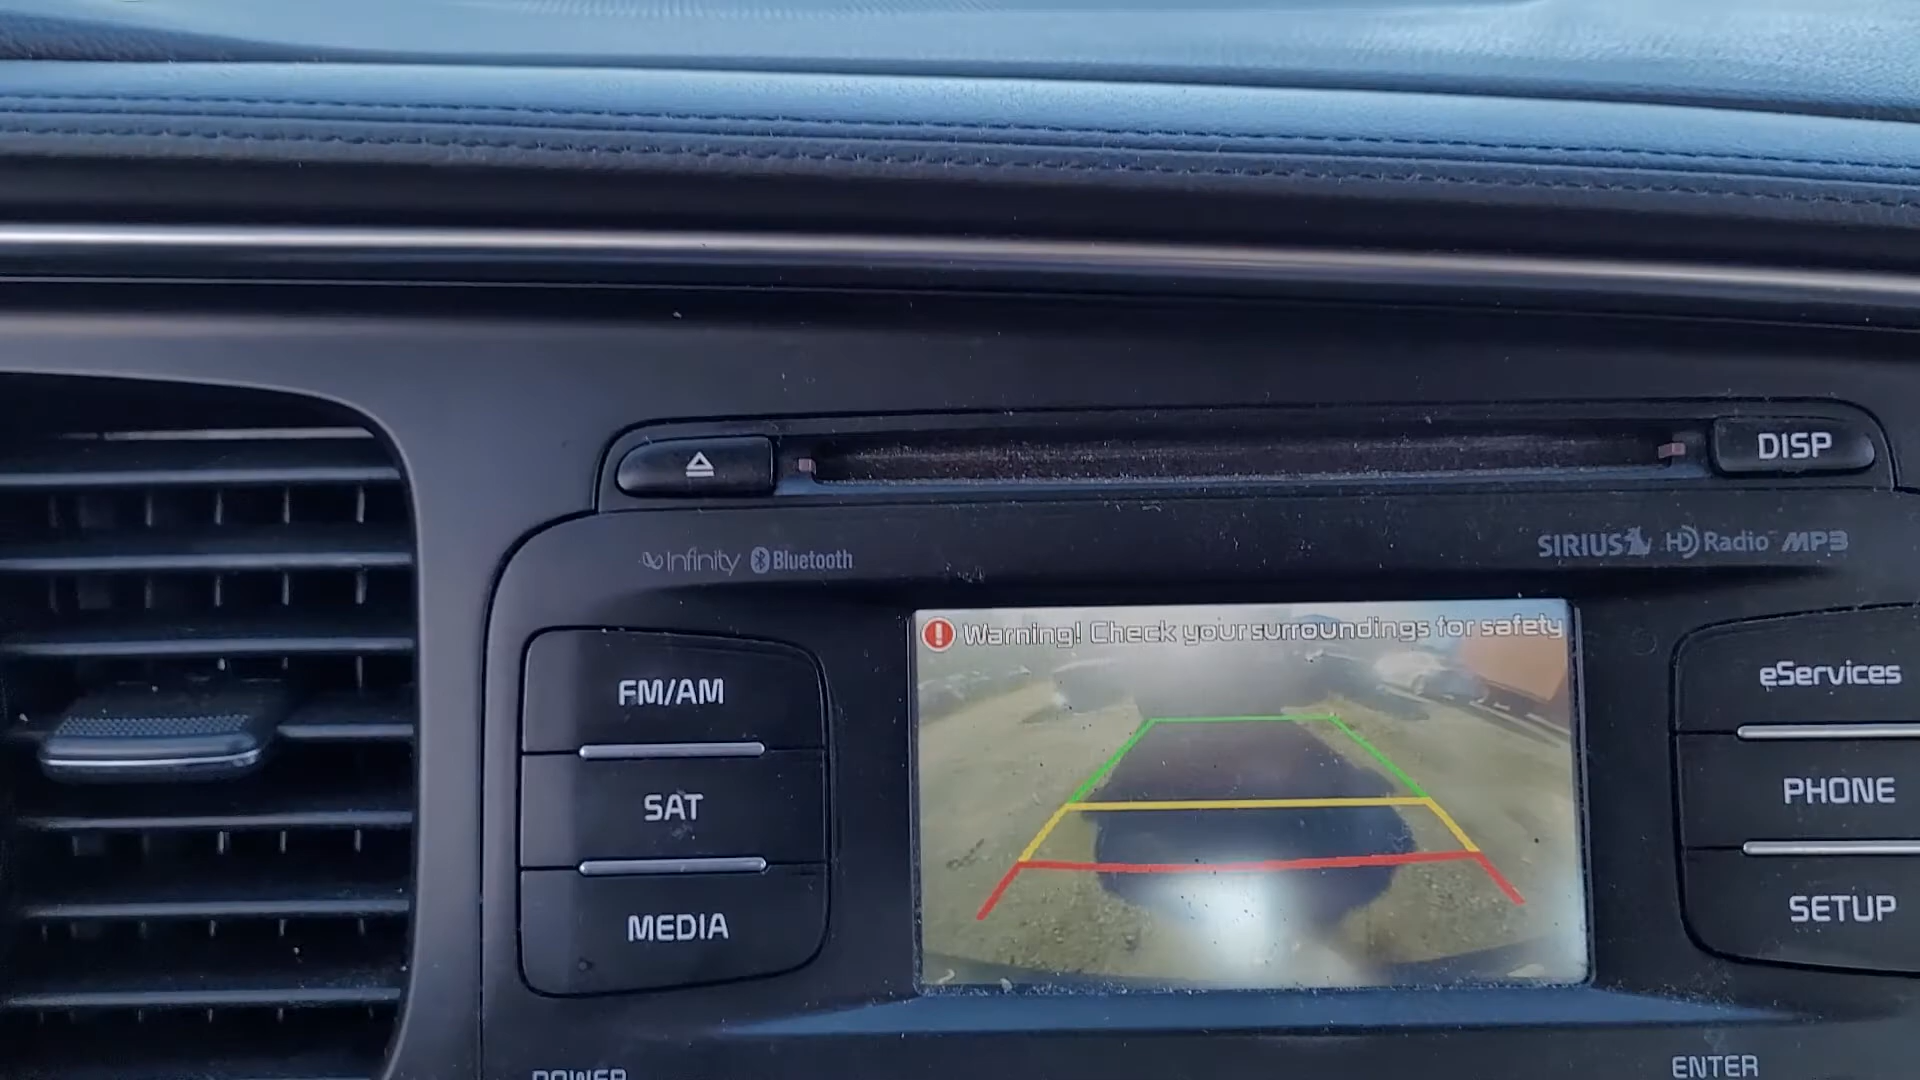 DISP
Infinity Bluetooth
SIRIUS HD Radio MP3
Warning! Check your surroundings for safety
FM/AM
SAT
MEDIA
eServices
PHONE
SETUP
POWER
ENTER